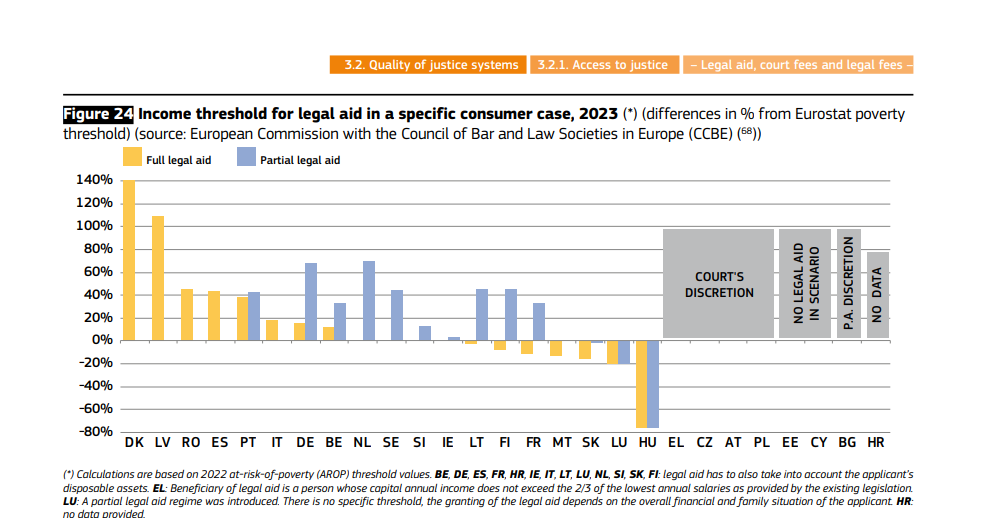 3.2. Quality of justice systems 3.2.1. Access to justice – Legal aid, court fees and legal fees –
Figure 24 Income threshold for legal aid in a specific consumer case, 2023 (*) (differences in % from Eurostat poverty
threshold) (source: European Commission with the Council of Bar and Law Societies in Europe (CCBE) (68))
Full legal aid Partial legal aid
140%
120%
100%
80%
60%
40%
20%
0%
-20%
-40%
-60%
-80%
COURT'S
DISCRETION
NO LEGAL AID
IN SCENARIO
P.A. DISCRETION
NO DATA
DK LV RO ES PT IT DE BE NL SE SI IE LT FI FR MT SK LU HU EL CZ AT PL EE CY BG HR
(*) Calculations are based on 2022 at-risk-of-poverty (AROP) threshold values. BE, DE, ES, FR, HR, IE, IT, LT, LU, NL, SI, SK, FI: legal aid has to also take into account the applicant's
disposable assets. EL: Beneficiary of legal aid is a person whose capital annual income does not exceed the 2/3 of the lowest annual salaries as provided by the existing legislation.
LU: A partial legal aid regime was introduced. There is no specific threshold, the granting of the legal aid depends on the overall financial and family situation of the applicant. HR:
no data provided.